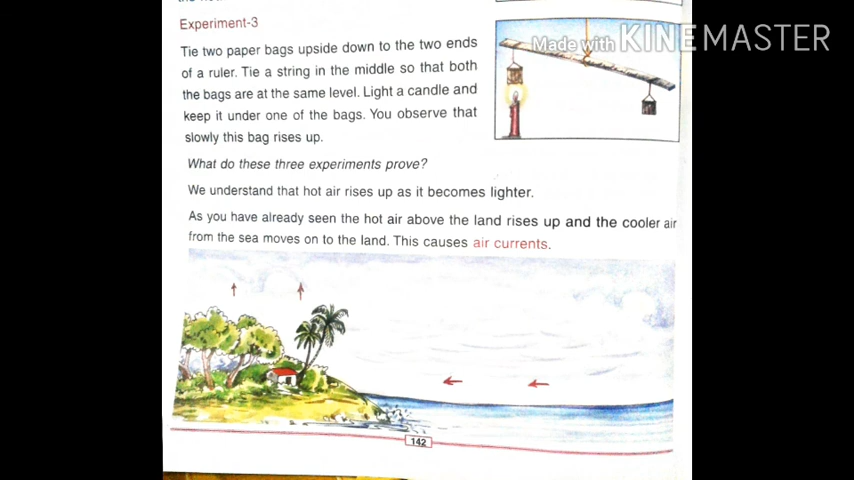 Experiment-3
Made with KINEMASTER
Tie two paper bags upside down to the two ends
of a ruler. Tie a string in the middle so that both
the bags are at the same level. Light a candle and
keep it under one of the bags. You observe that
slowly this bag rises up.
What do these three experiments prove?
We understand that hot air rises up as it becomes lighter.
As you have already seen the hot air above the land rises up and the cooler air
from the sea moves on to the land. This causes air currents.
142